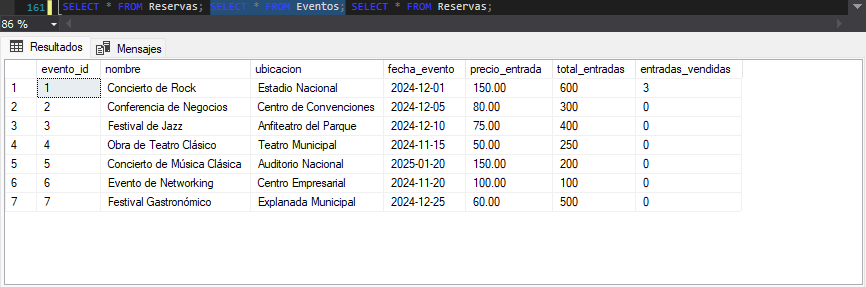 161 SELECT * FROM Reservas; SELECT * FROM Eventos; SELECT * FROM Reservas;
86 %
Resultados Mensajes
evento_id nombre ubicacion fecha_evento precio_entrada total_entradas entradas_vendidas
1 1 Concierto de Rock Estadio Nacional 2024-12-01 150.00 600 3
2 2 Conferencia de Negocios Centro de Convenciones 2024-12-05 80.00 300 0
3 3 Festival de Jazz Anfiteatro del Parque 2024-12-10 75.00 400 0
4 4 Obra de Teatro Clásico Teatro Municipal 2024-11-15 50.00 250 0
5 5 Concierto de Música Clásica Auditorio Nacional 2025-01-20 150.00 200 0
6 6 Evento de Networking Centro Empresarial 2024-11-20 100.00 100 0
7 7 Festival Gastronómico Explanada Municipal 2024-12-25 60.00 500 0